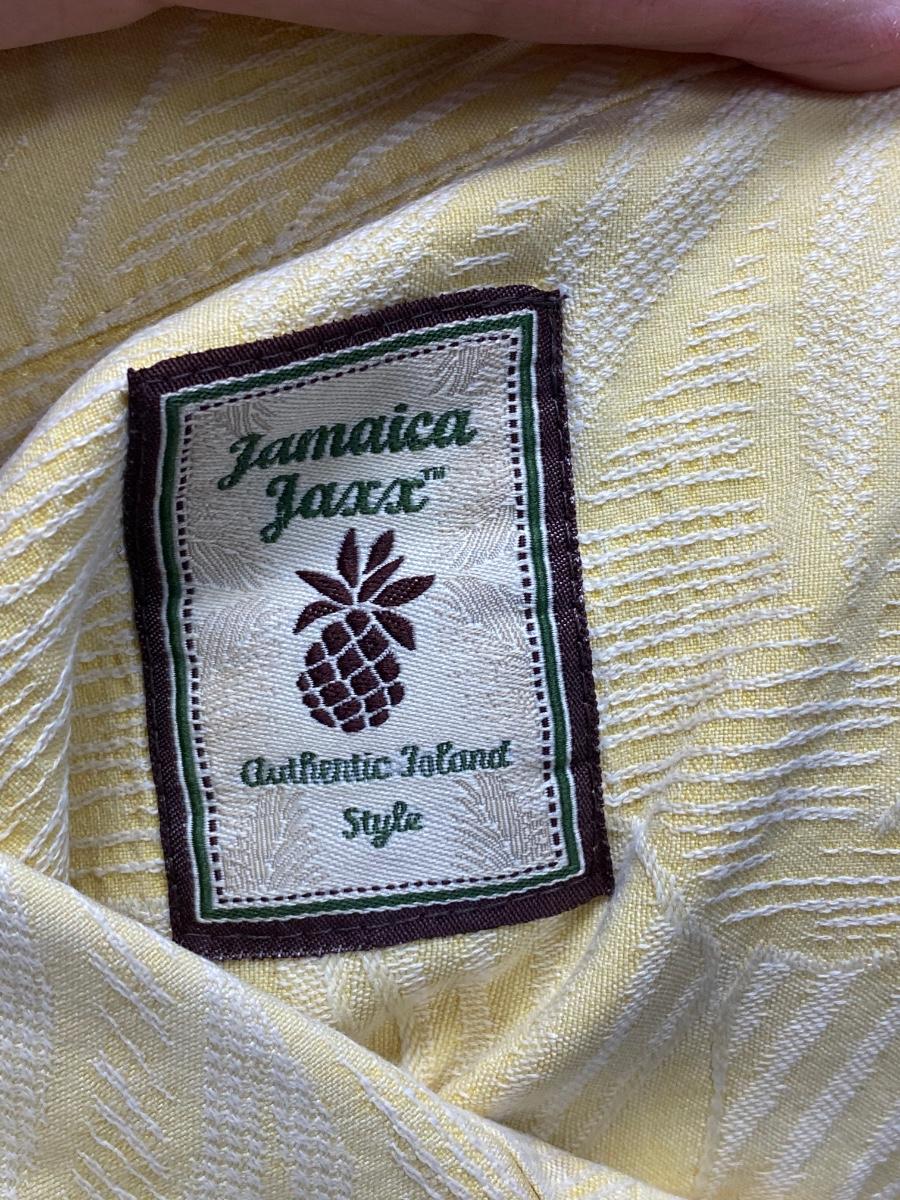 Jamaica
Jaxx™
Authentic Island
Style